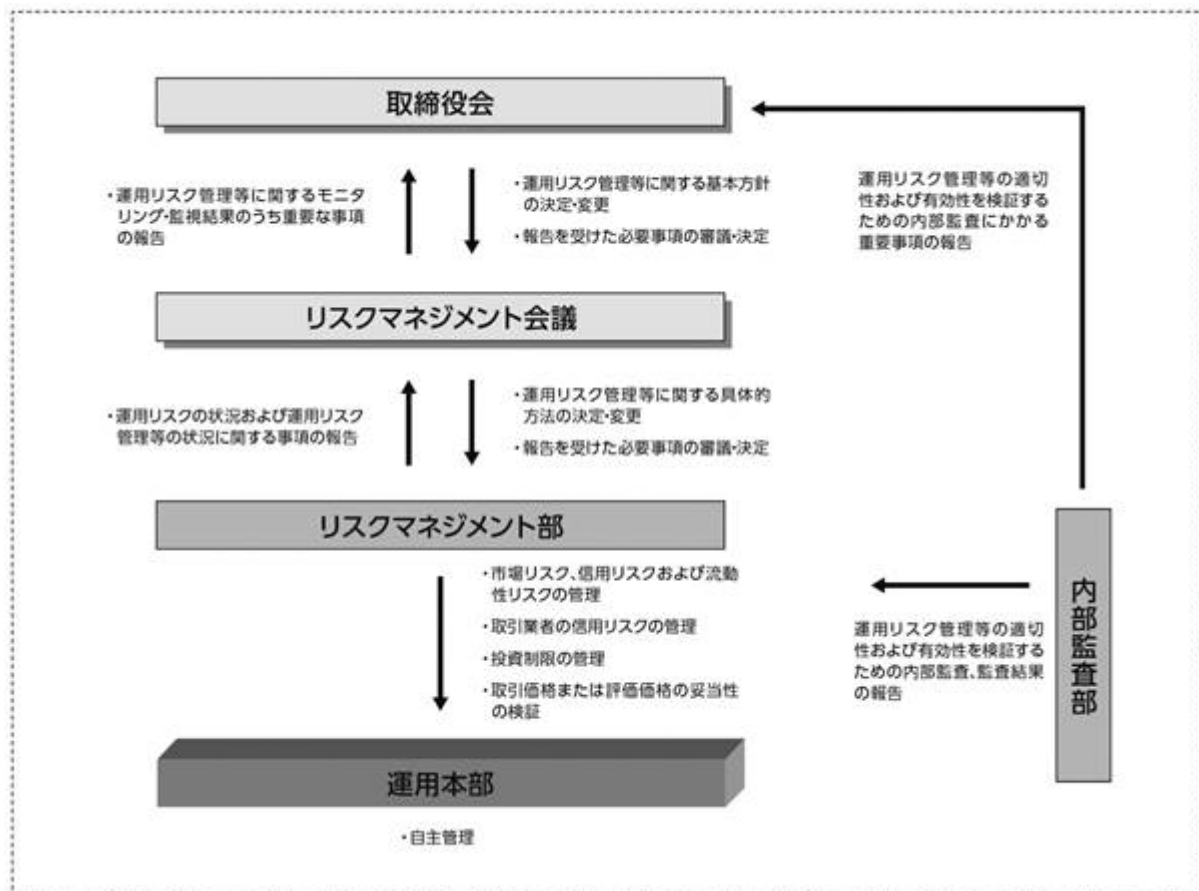 取締役会
・運用リスク管理等に関するモニタ
リング・監視結果のうち重要な事項
の報告
・運用リスク管理等に関する基本方針
の決定・変更
・報告を受けた必要事項の審議・決定
運用リスク管理等の適切
性および有効性を検証する
ための内部監査にかかる
重要事項の報告
リスクマネジメント会議
・運用リスクの状況および運用リスク
管理等の状況に関する事項の報告
・運用リスク管理等に関する具体的
方法の決定・変更
・報告を受けた必要事項の審議・決定
リスクマネジメント部
・市場リスク、信用リスクおよび流動
性リスクの管理
・取引業者の信用リスクの管理
・投資制限の管理
・取引価格または評価価格の妥当性
の検証
運用リスク管理等の適切
性および有効性を検証する
ための内部監査、監査結果
の報告
内部監査部
運用本部
・自主管理